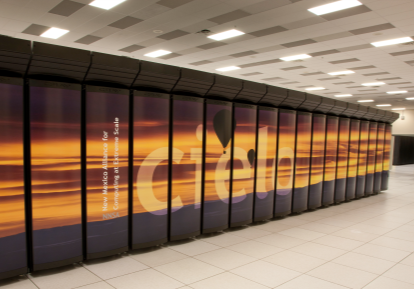 New Mexico Alliance for
Computing at Extreme Scale
cielo